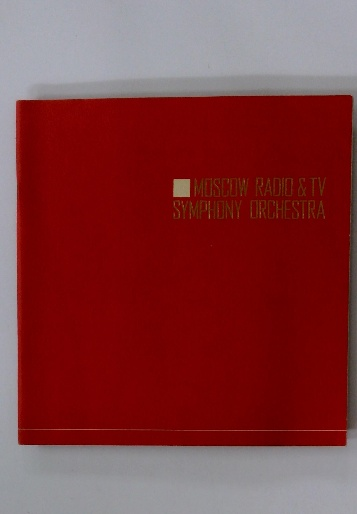 MOSCOW RADIO & TV
SYMPHONY ORCHESTRA